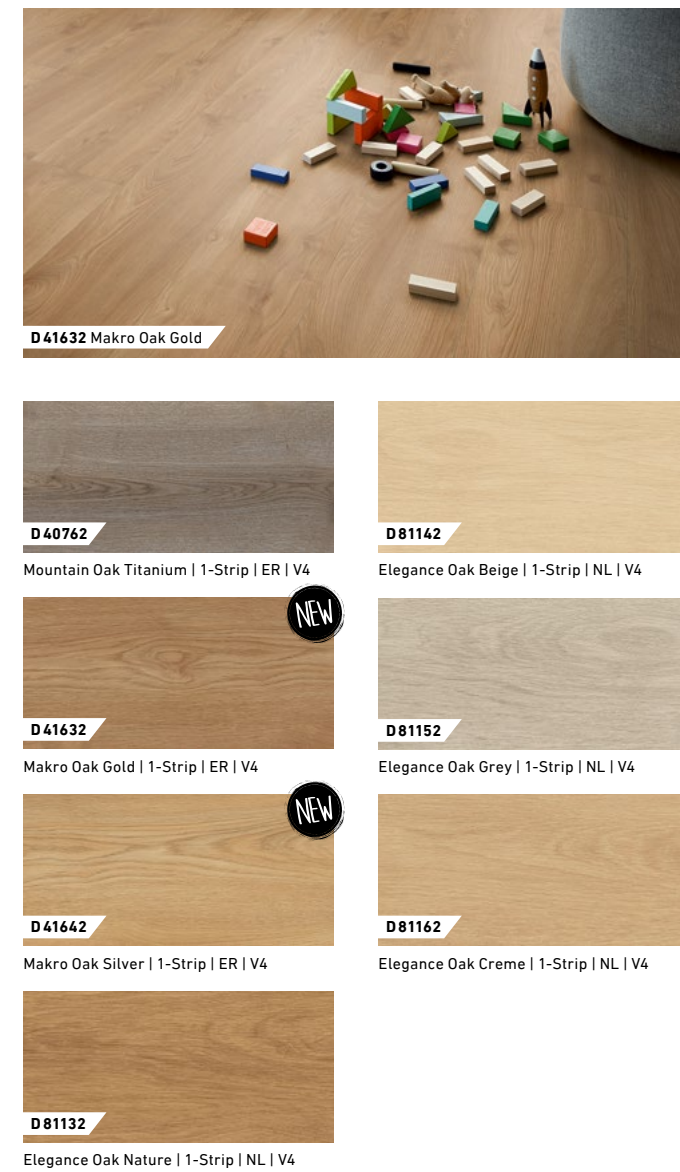 D 41632 Makro Oak Gold
D 40762
Mountain Oak Titanium | 1-Strip | ER | V4
NEW
D 41632
Makro Oak Gold | 1-Strip | ER | V4
NEW
D 41642
Makro Oak Silver | 1-Strip | ER | V4
D 81132
Elegance Oak Nature | 1-Strip | NL | V4
D 81142
Elegance Oak Beige | 1-Strip | NL | V4
D 81152
Elegance Oak Grey | 1-Strip | NL | V4
D 81162
Elegance Oak Creme | 1-Strip | NL | V4